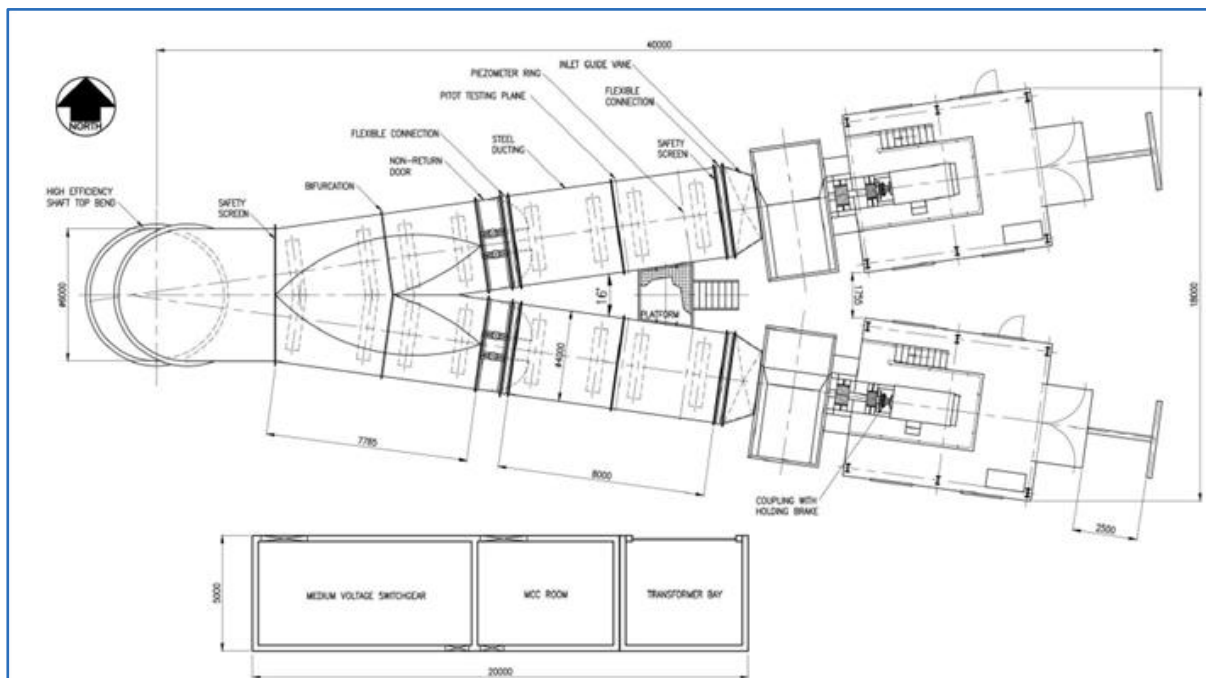 40000
INLET GUIDE VANE
PIEZOMETER RING
FLEXIBLE
CONNECTION
PITOT TESTING PLANE
NORTH
STEEL
DUCTING
SAFETY
SCREEN
FLEXIBLE CONNECTION
NON-RETURN
DOOR
BIFURCATION
HIGH EFFICIENCY
SHAFT TOP BEND
SAFETY
SCREEN
ø6000
16°
PLATFORM
1755
18000
ø4000
7785
8000
COUPLING WITH
HOLDING BRAKE
2500
5000
MEDIUM VOLTAGE SWITCHGEAR
MCC ROOM
TRANSFORMER BAY
20000